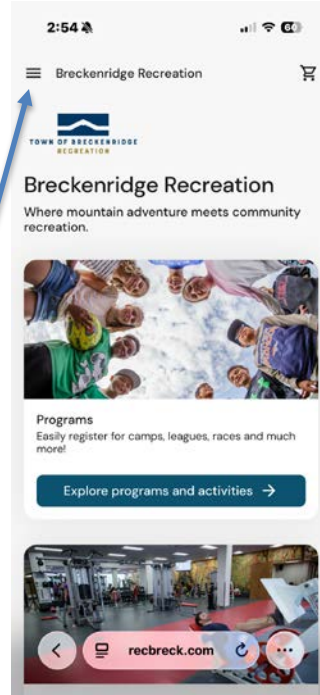 2:54
60
Breckenridge Recreation
TOWN OF BRECKENRIDGE
RECREATION
Breckenridge Recreation
Where mountain adventure meets community
recreation.
Programs
Easily register for camps, leagues, races and much
more!
Explore programs and activities →
recbreck.com